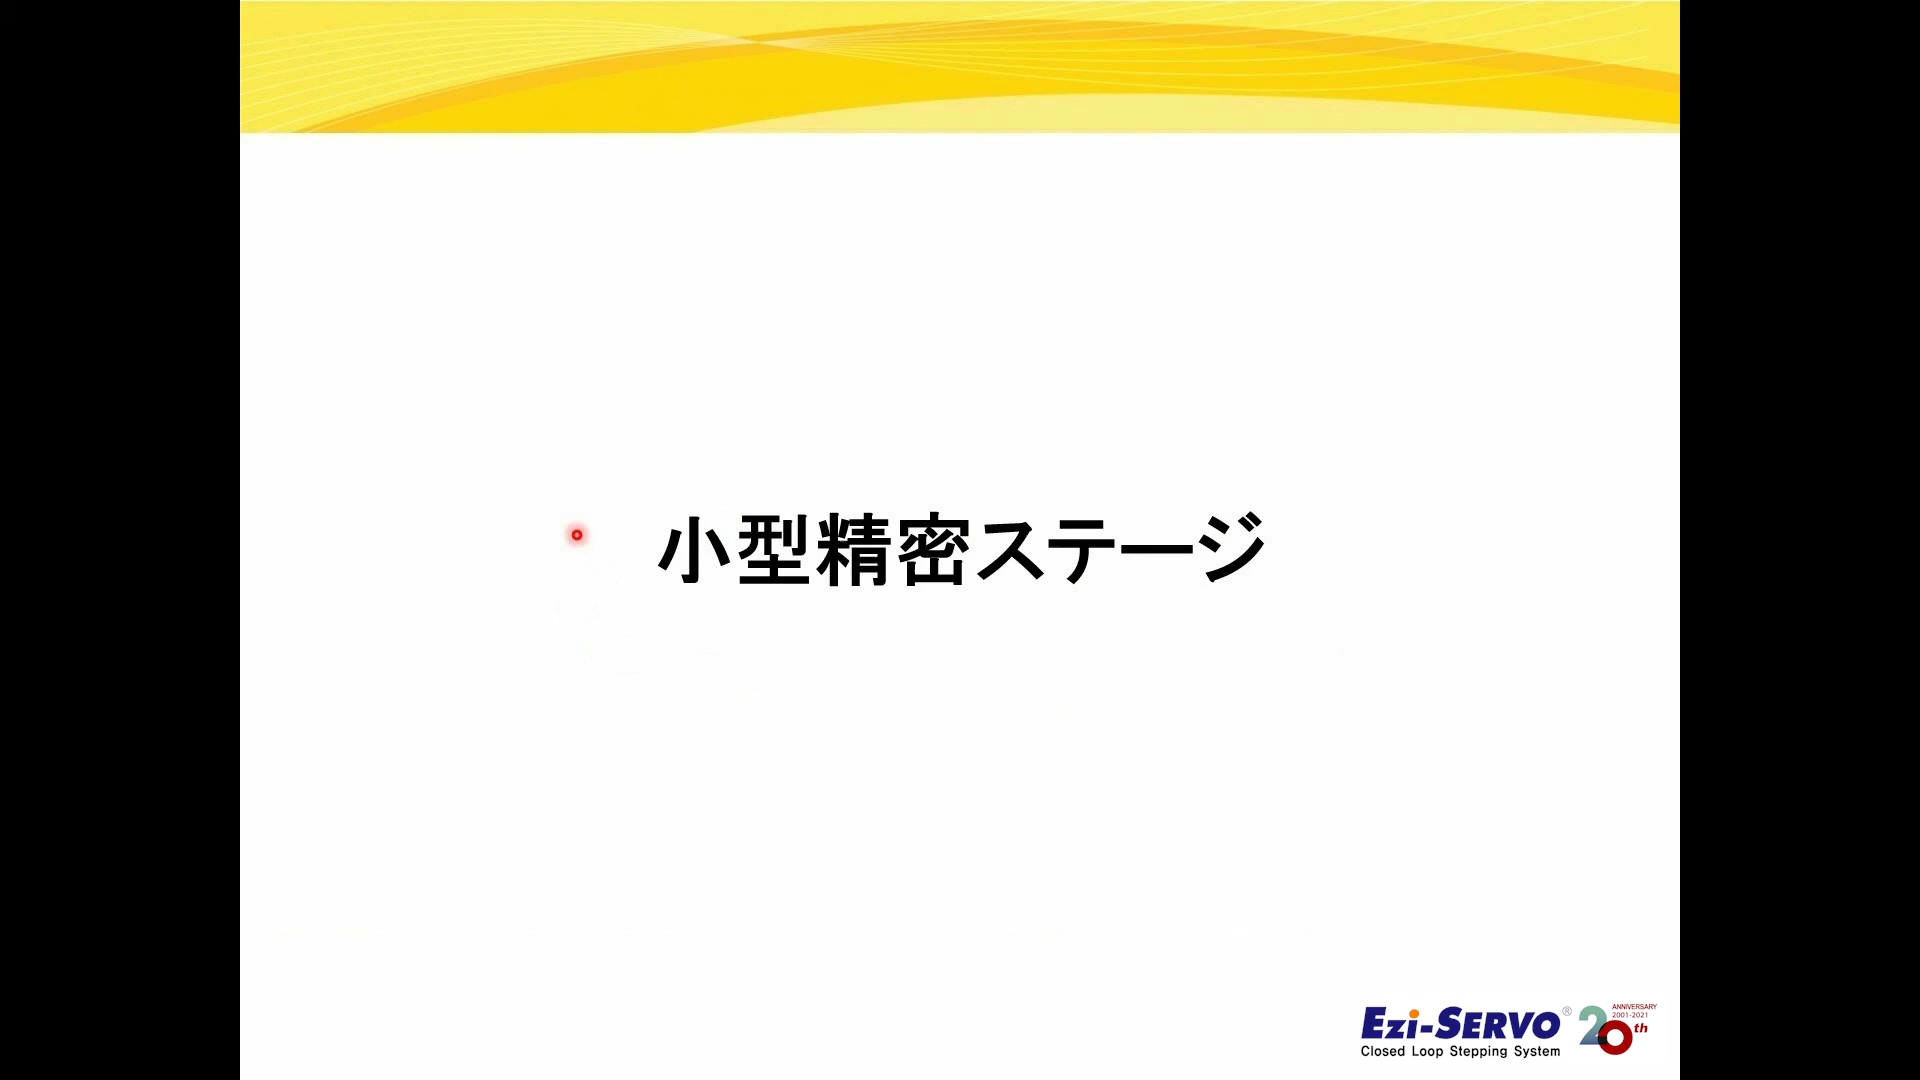 小型精密ステージ
Ezi-SERVO®
Closed Loop Stepping System
ANNIVERSARY
2001-2021
20th